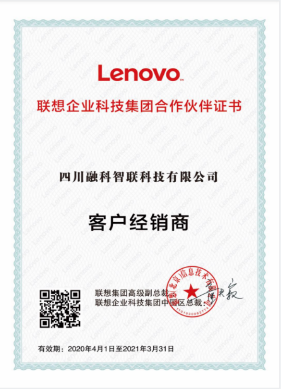 Lenovo
联想企业科技集团合作伙伴证书
四川融科智联科技有限公司
客户经销商
联想集团高级副总裁
联想企业科技集团中国区总裁:
有效期：2020年4月1日至2021年3月31日